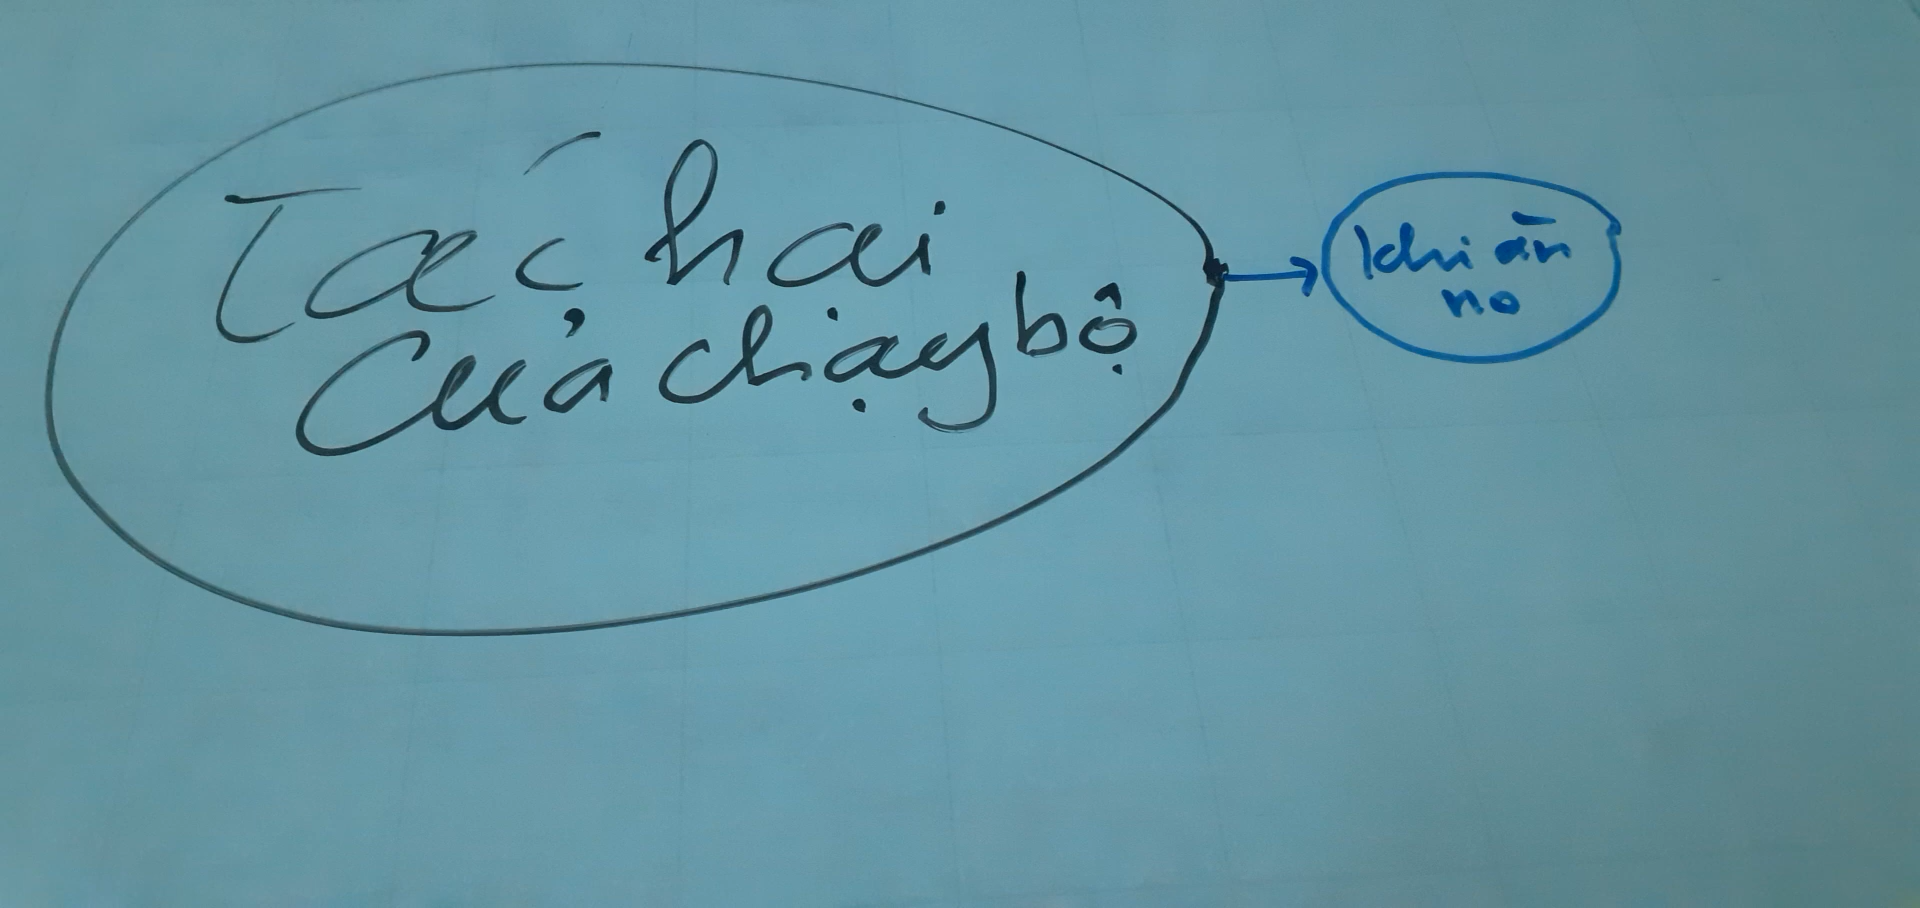 Tác hại
của chạy bộ
khi ăn
no